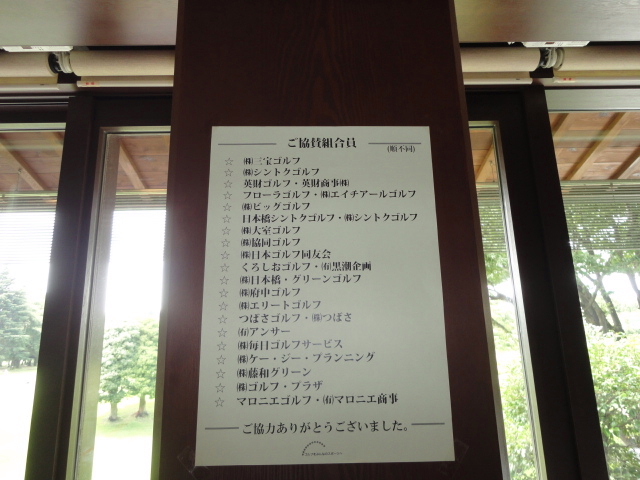 ご協賛組合員
(順不同)
☆ ㈱三宝ゴルフ
☆ ㈱シントクゴルフ
☆ 英財ゴルフ・英財商事㈱
☆ フローラゴルフ・㈱エイチアールゴルフ
☆ ㈱ビッグゴルフ
☆ 日本橋シントクゴルフ・㈱シントクゴルフ
☆ ㈱大室ゴルフ
☆ ㈱協同ゴルフ
☆ ㈱日本ゴルフ同友会
☆ くろしおゴルフ・㈲黒潮企画
☆ ㈱日本橋・グリーンゴルフ
☆ ㈱府中ゴルフ
☆ ㈱エリートゴルフ
☆ つばさゴルフ・㈱つばさ
☆ ㈲アンサー
☆ ㈱毎日ゴルフサービス
☆ ㈱ケー・ジー・プランニング
☆ ㈱藤和グリーン
☆ ㈱ゴルフ・プラザ
☆ マロニエゴルフ・㈲マロニエ商事
ご協力ありがとうございました。